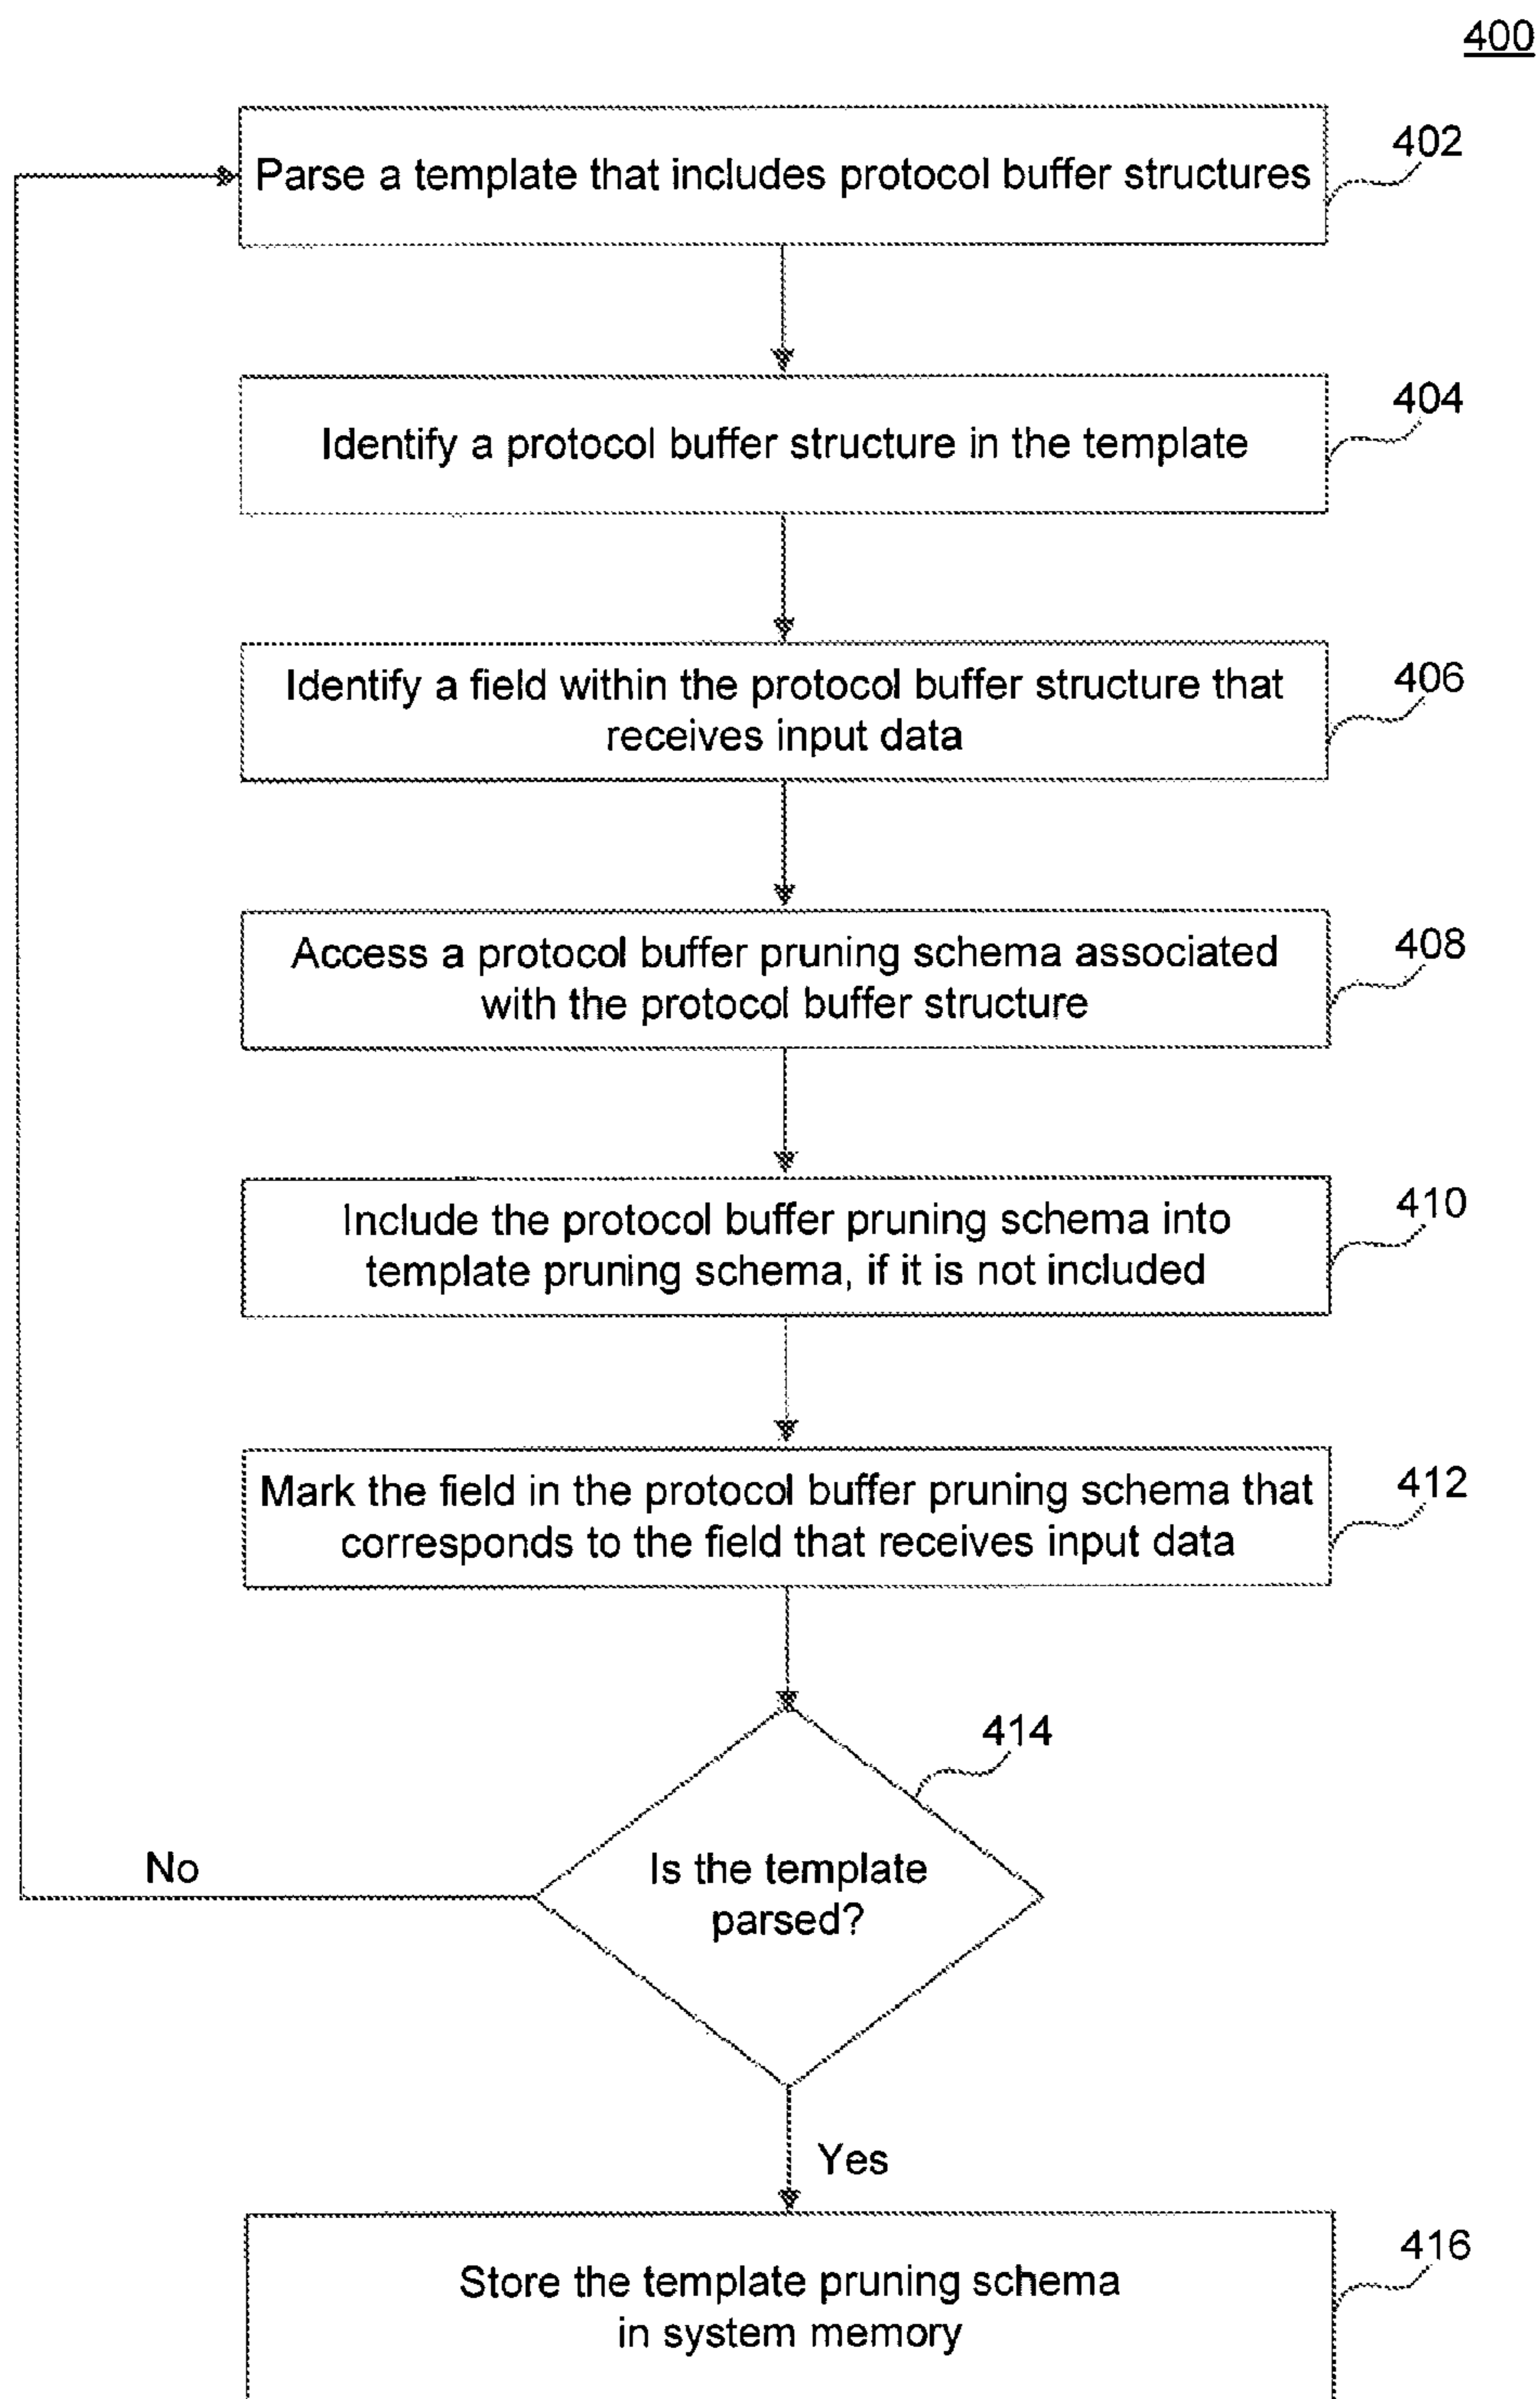 400
Parse a template that includes protocol buffer structures
402
Identify a protocol buffer structure in the template
404
Identify a field within the protocol buffer structure that
receives input data
406
Access a protocol buffer pruning schema associated
with the protocol buffer structure
408
Include the protocol buffer pruning schema into
template pruning schema, if it is not included
410
Mark the field in the protocol buffer pruning schema that
corresponds to the field that receives input data
412
414
Is the template
parsed?
No
Yes
Store the template pruning schema
in system memory
416